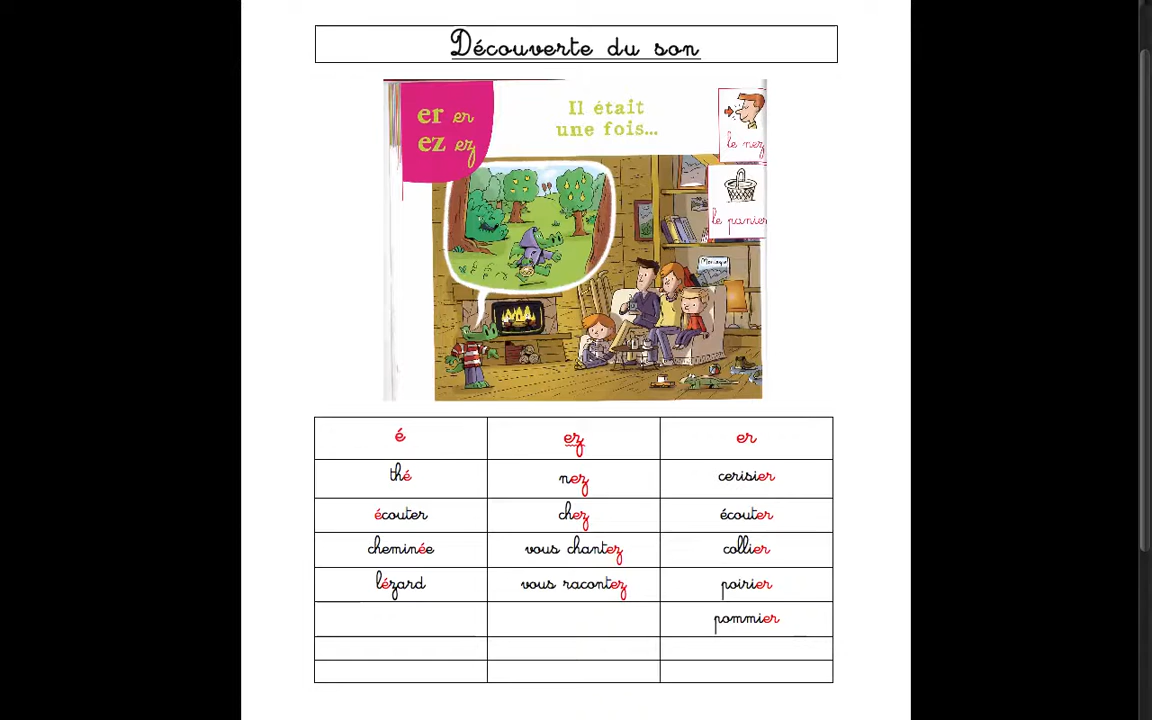 Découverte du son
er er
ez ez
Il était
une fois...
le nez
le panier
é ez er
thé nez cerisier
écouter chez écouter
cheminée vous chantez collier
lézard vous racontez poirier
pommier